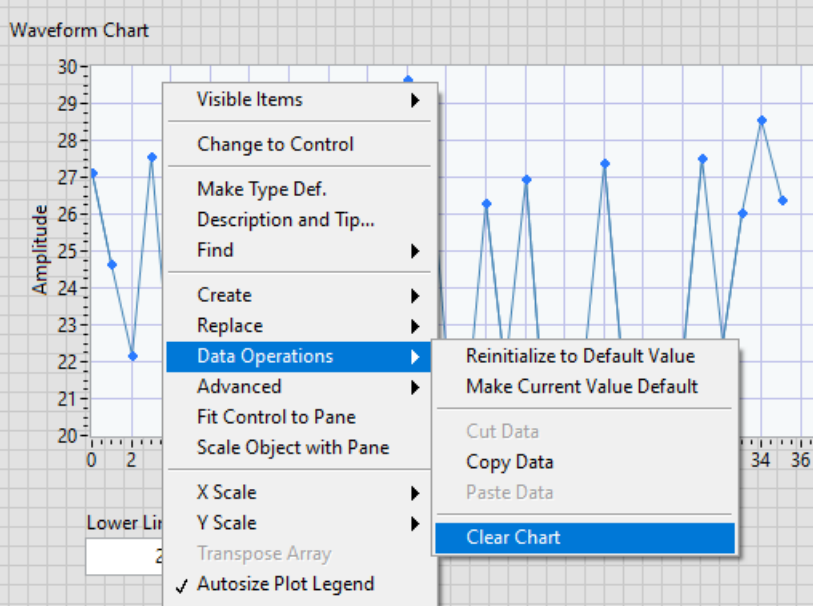 Waveform Chart
30
29
28
27
26
25
24
23
22
21
20
Amplitude
0 2 34 36
Visible Items
Change to Control
Make Type Def.
Description and Tip...
Find
Create
Replace
Data Operations
Advanced
Fit Control to Pane
Scale Object with Pane
X Scale
Y Scale
Transpose Array
✓ Autosize Plot Legend
Reinitialize to Default Value
Make Current Value Default
Cut Data
Copy Data
Paste Data
Clear Chart
Lower
2